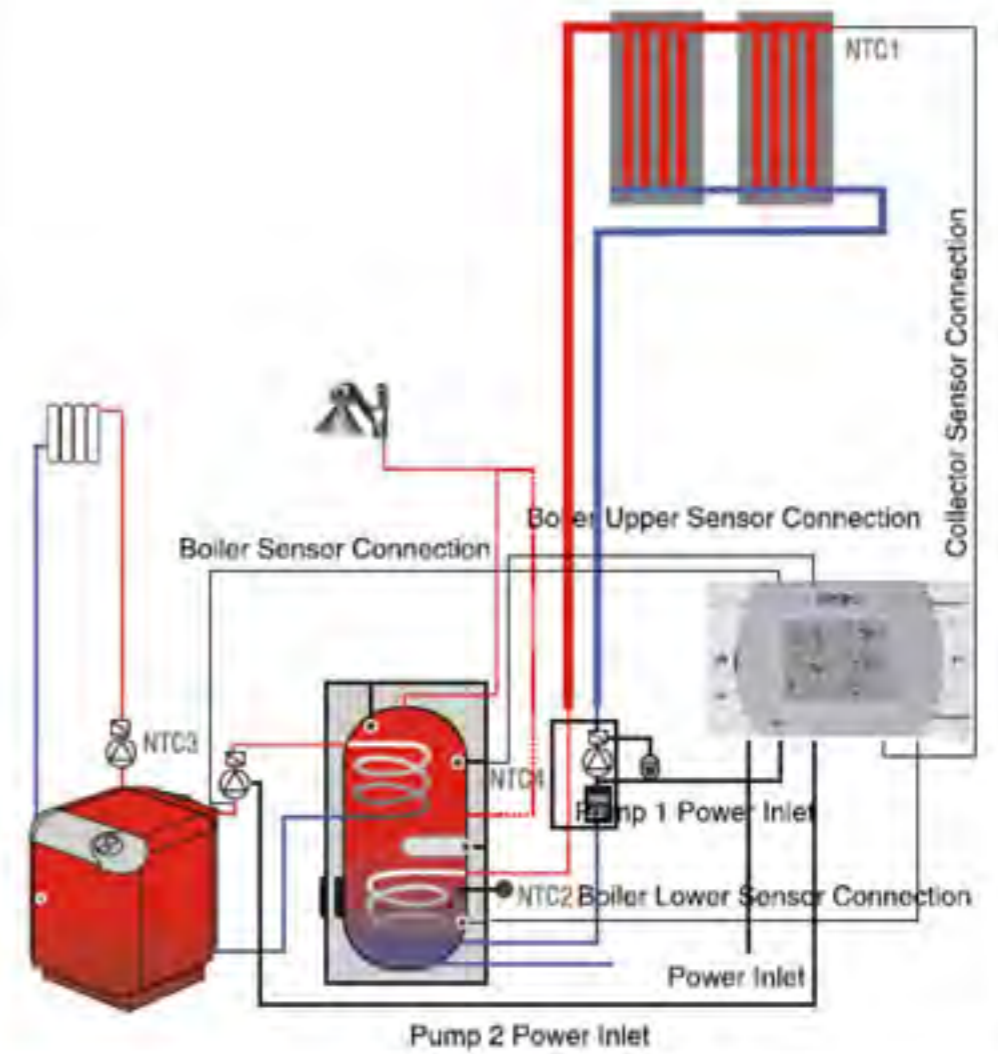 NTC1
Collector Sensor Connection
Boiler Upper Sensor Connection
Boiler Sensor Connection
NTC3
NTC4
Pump 1 Power Inlet
NTC2 Boiler Lower Sensor Connection
Power Inlet
Pump 2 Power Inlet